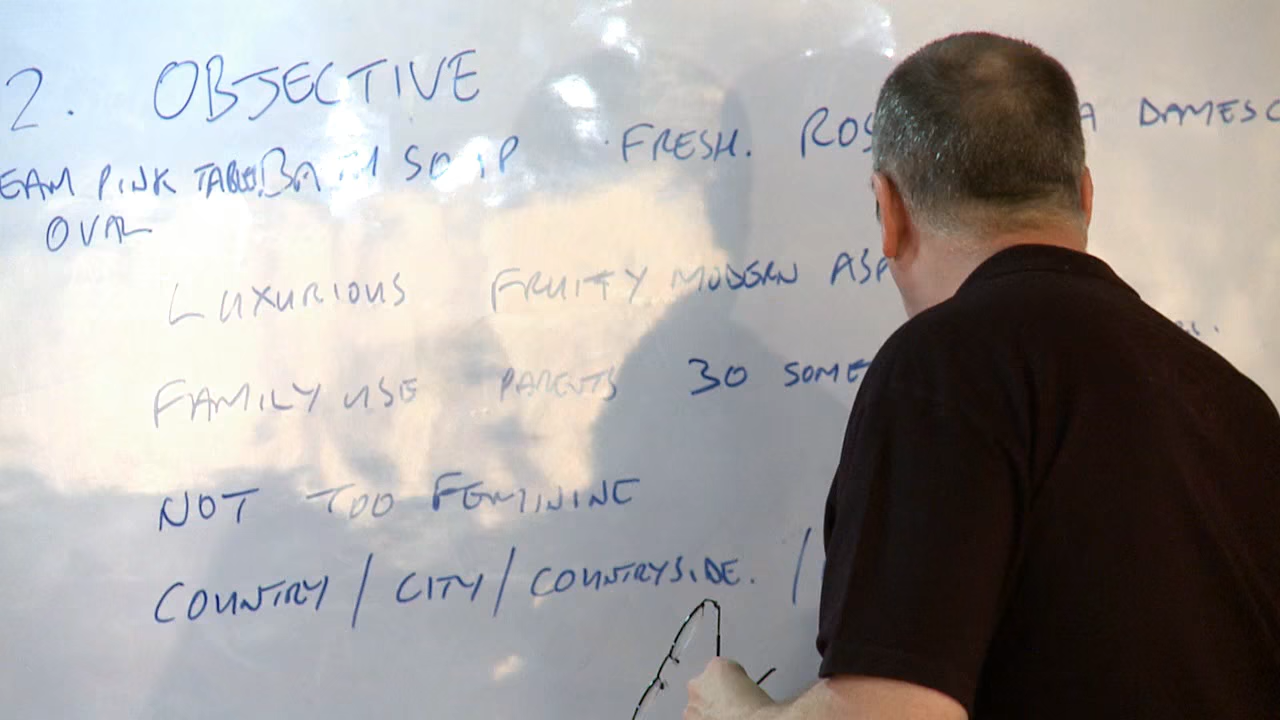 2. OBJECTIVE
EAM PINK TABLE. BATH SOAP · FRESH. ROS A DAMESC
OVAL
LUXURIOUS FRUITY MODERN ASP
FAMILY USE PARENTS 30 SOME
NOT TOO FEMININE
COUNTRY / CITY / COUNTRYSIDE. /